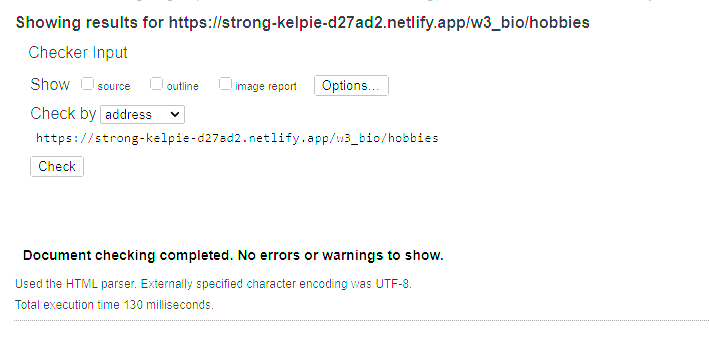 Showing results for https://strong-kelpie-d27ad2.netlify.app/w3_bio/hobbies
Checker Input
Show source outline image report Options...
Check by address
https://strong-kelpie-d27ad2.netlify.app/w3_bio/hobbies
Check
Document checking completed. No errors or warnings to show.
Used the HTML parser. Externally specified character encoding was UTF-8.
Total execution time 130 milliseconds.